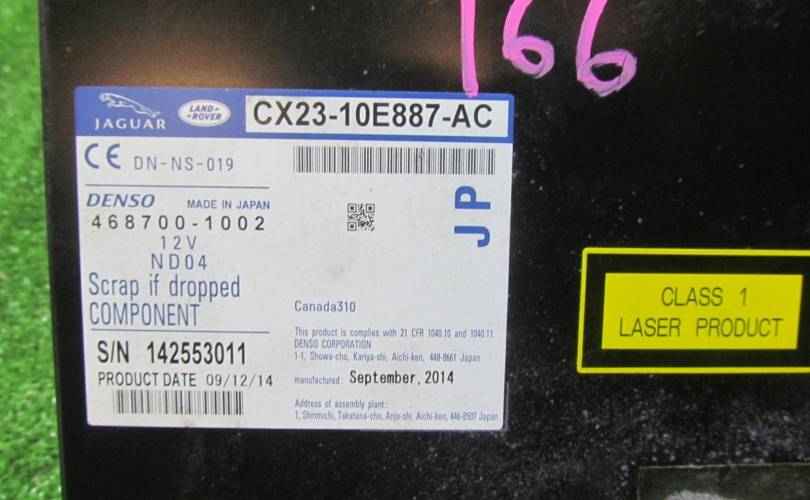 166
JAGUAR
LAND-
-ROVER
CX23-10E887-AC
CE DN-NS-019
DENSO MADE IN JAPAN
468700-1002
12V
ND04
Scrap if dropped
COMPONENT
S/N 142553011
PRODUCT DATE 09/12/14
JP
Canada310
This product is complies with 21 CFR 1040.10 and 1040.11.
DENSO CORPORATION
1-1, Showa-cho, Kariya-shi, Aichi-ken, 448-8661 Japan
manufactured: September, 2014
Address of assembly plant:
1, Shinmichi, Takatana-cho, Anjo-shi, Aichi-ken, 446-8507 Japan
CLASS 1
LASER PRODUCT